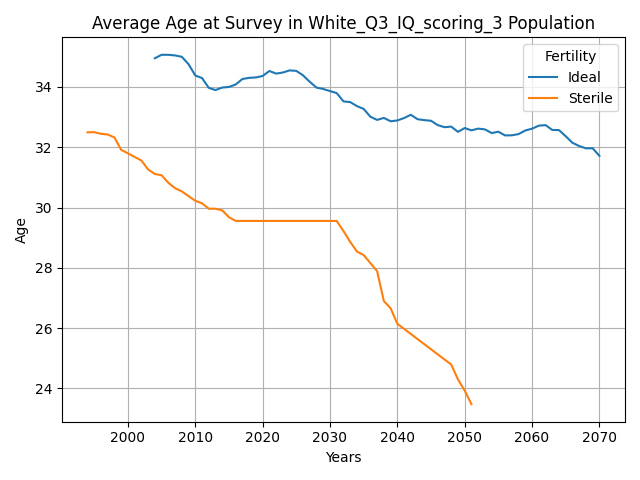 Average Age at Survey in White_Q3_IQ_scoring_3 Population
Fertility
Ideal
Sterile
34
32
30
28
26
24
Age
2000 2010 2020 2030 2040 2050 2060 2070
Years